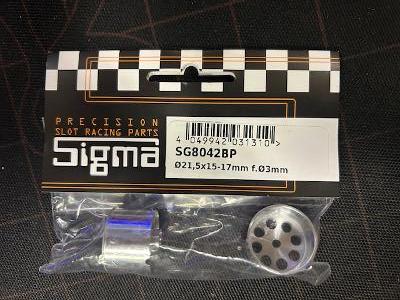 PRECISION
SLOT RACING PARTS
Sigma
4 049942 031310 >
SG8042BP
Ø21,5x15-17mm f.Ø3mm